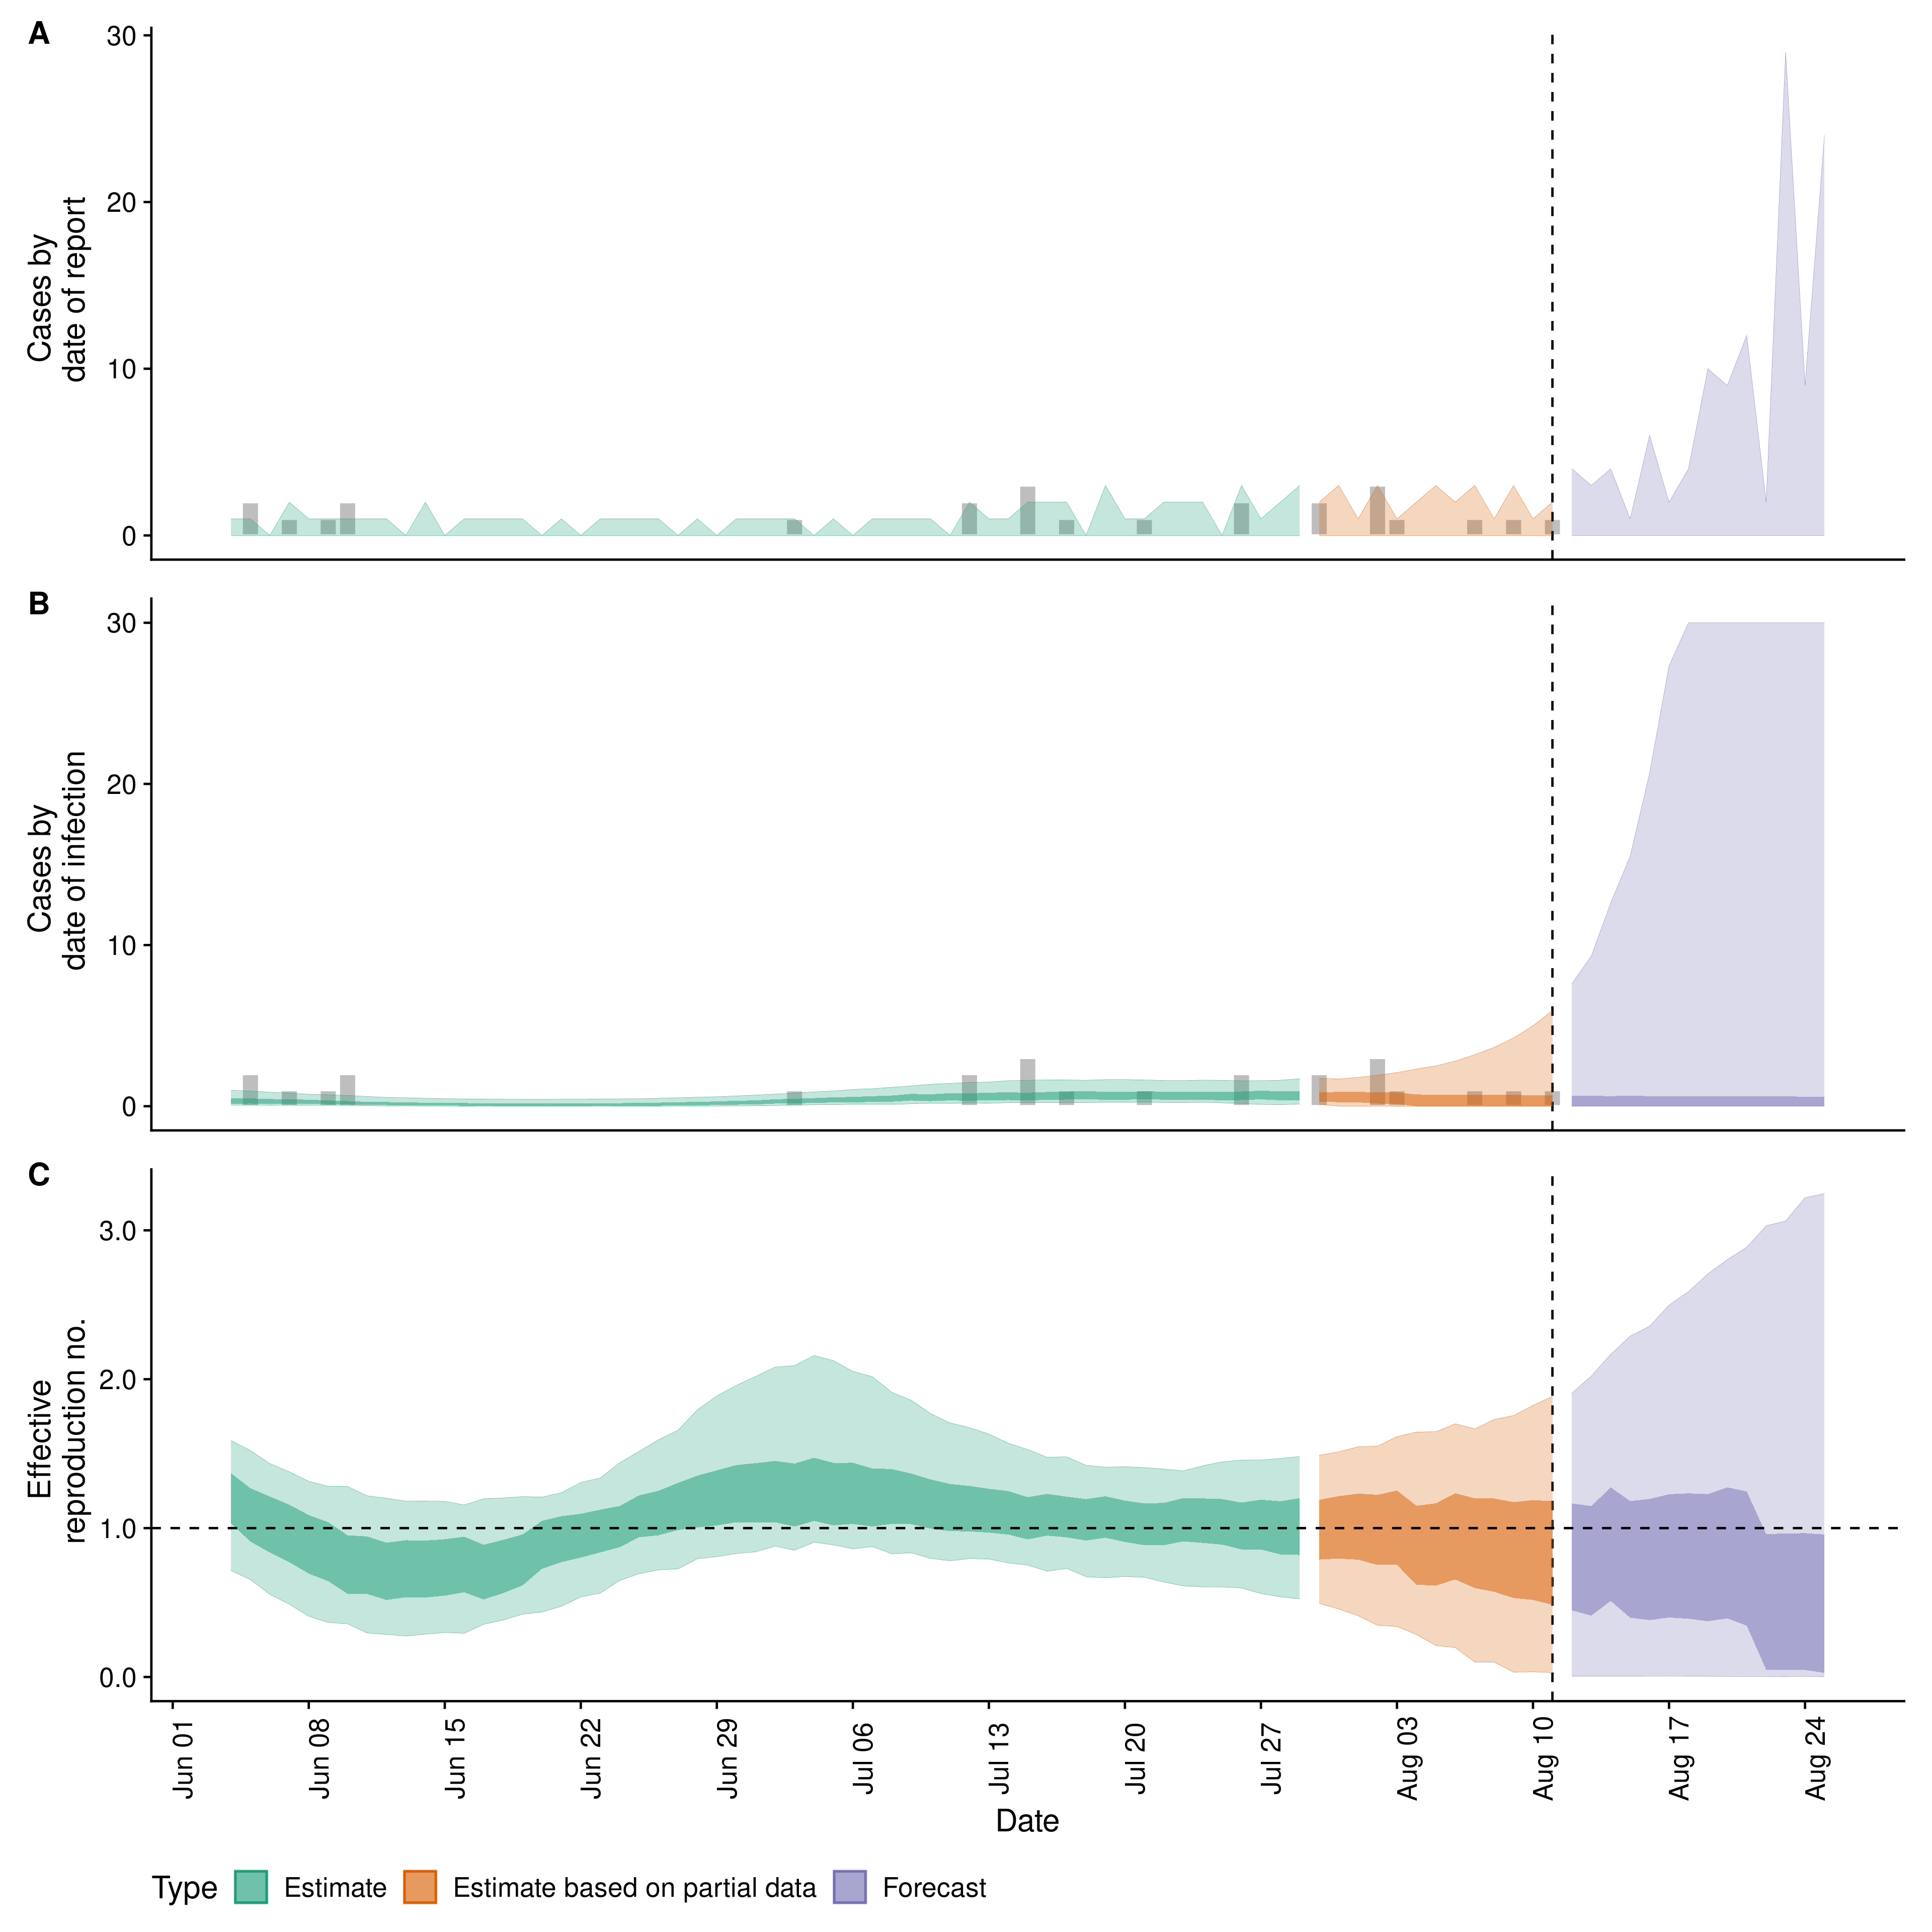 A
Cases by
date of report
30
20
10
0
B
Cases by
date of infection
30
20
10
0
C
Effective
reproduction no.
3.0
2.0
1.0
0.0
Jun 01
Jun 08
Jun 15
Jun 22
Jun 29
Jul 06
Jul 13
Jul 20
Jul 27
Aug 03
Aug 10
Aug 17
Aug 24
Date
Type Estimate Estimate based on partial data Forecast